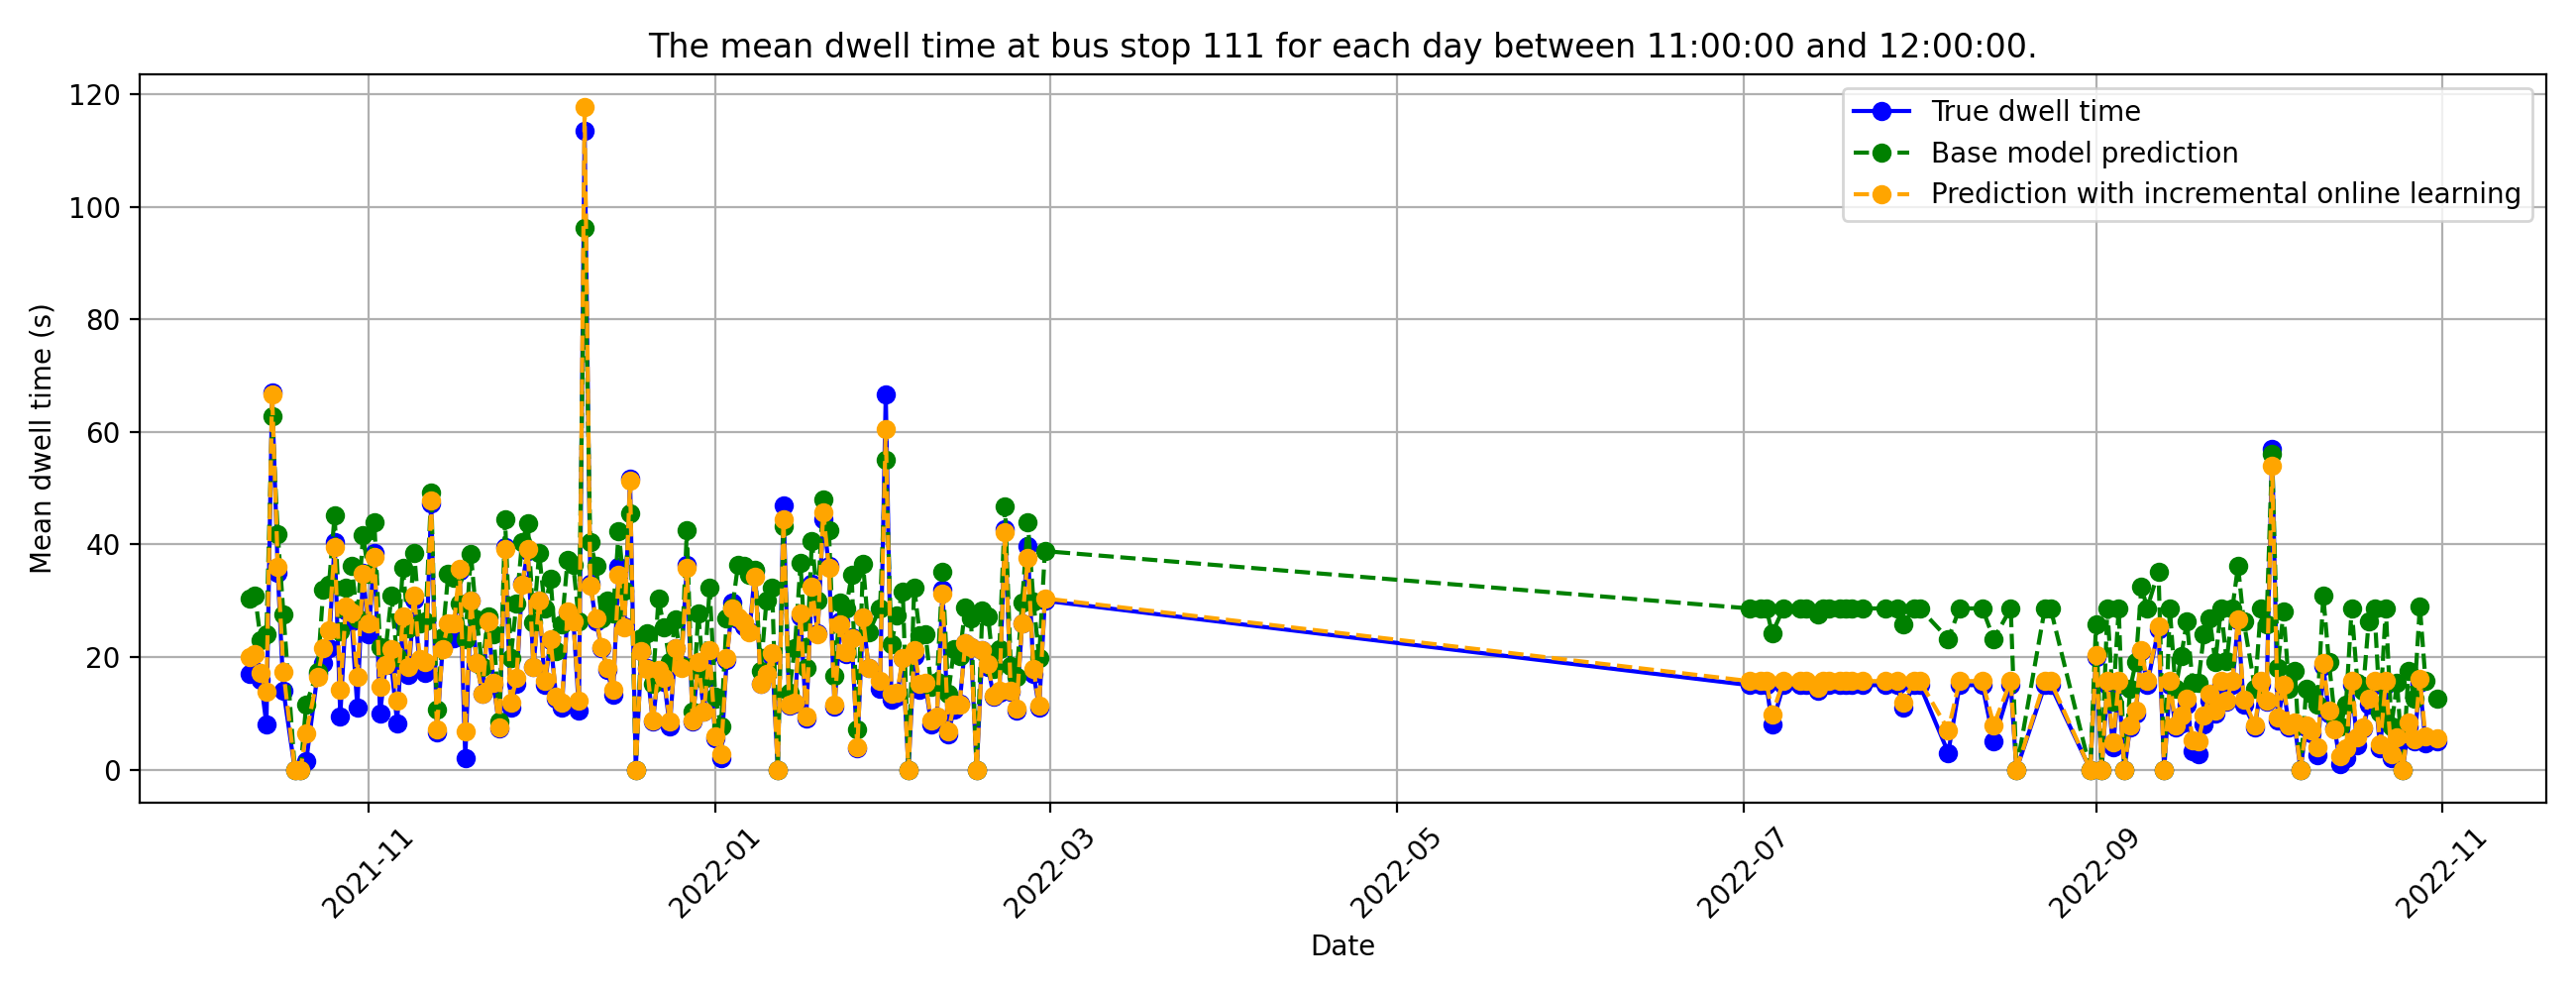 The mean dwell time at bus stop 111 for each day between 11:00:00 and 12:00:00.
True dwell time
Base model prediction
Prediction with incremental online learning
Mean dwell time (s)
120
100
80
60
40
20
0
2021-11
2022-01
2022-03
2022-05
2022-07
2022-09
2022-11
Date